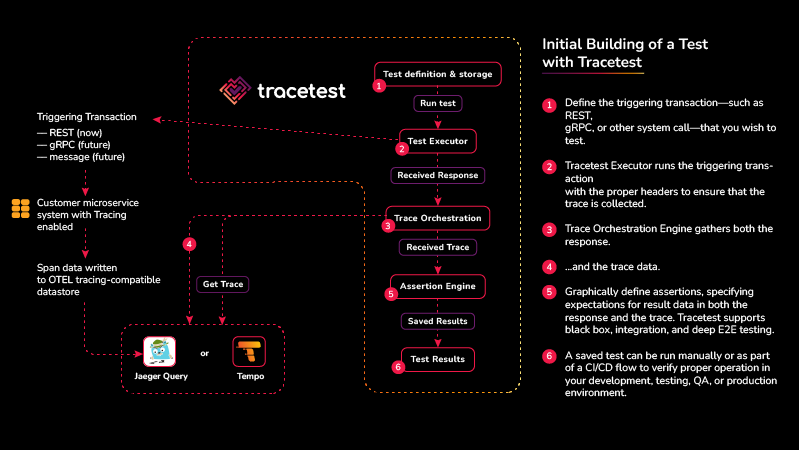 Initial Building of a Test
with Tracetest
tracetest
Test definition & storage
1
Run test
Test Executor
2
Received Response
Trace Orchestration
3
Received Trace
Assertion Engine
5
Saved Results
Test Results
6
Triggering Transaction
— REST (now)
— gRPC (future)
— message (future)
Customer microservice
system with Tracing
enabled
Span data written
to OTEL tracing-compatible
datastore
4
Get Trace
Jaeger Query
or
Tempo
1
Define the triggering transaction—such as
REST,
gRPC, or other system call—that you wish to
test.
2
Tracetest Executor runs the triggering trans-
action
with the proper headers to ensure that the
trace is collected.
3
Trace Orchestration Engine gathers both the
response.
4
...and the trace data.
5
Graphically define assertions, specifying
expectations for result data in both the
response and the trace. Tracetest supports
black box, integration, and deep E2E testing.
6
A saved test can be run manually or as part
of a CI/CD flow to verify proper operation in
your development, testing, QA, or production
environment.